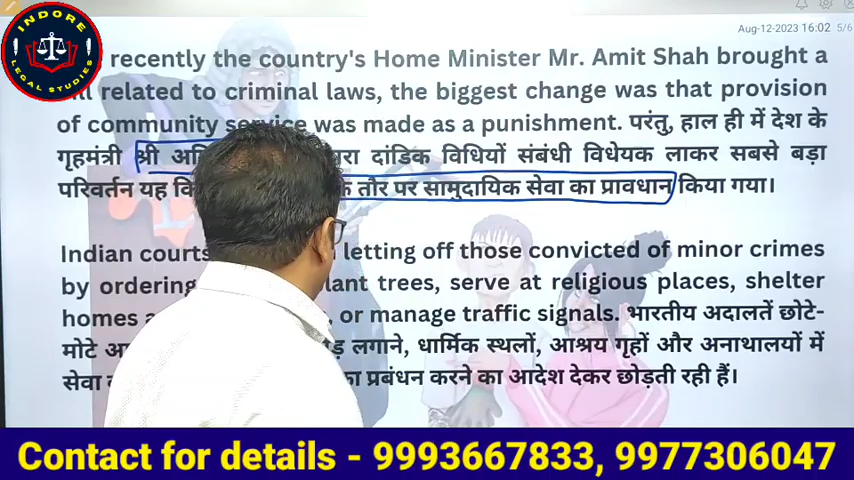 INDORE
LEGAL STUDIES
Aug-12-2023 16:02 5/6
recently the country's Home Minister Mr. Amit Shah brought a
related to criminal laws, the biggest change was that provision
of community service was made as a punishment. परंतु, हाल ही में देश के
गृहमंत्री श्री दांडिक विधियों संबंधी विधेयक लाकर सबसे बड़ा
परिवर्तन यह तौर पर सामुदायिक सेवा का प्रावधान किया गया।
Indian courts letting off those convicted of minor crimes
by ordering trees, serve at religious places, shelter
homes or manage traffic signals. भारतीय अदालतें छोटे-
मोटे लगाने, धार्मिक स्थलों, आश्रय गृहों और अनाथालयों में
सेवा प्रबंधन करने का आदेश देकर छोड़ती रही हैं।
Contact for details - 9993667833, 9977306047